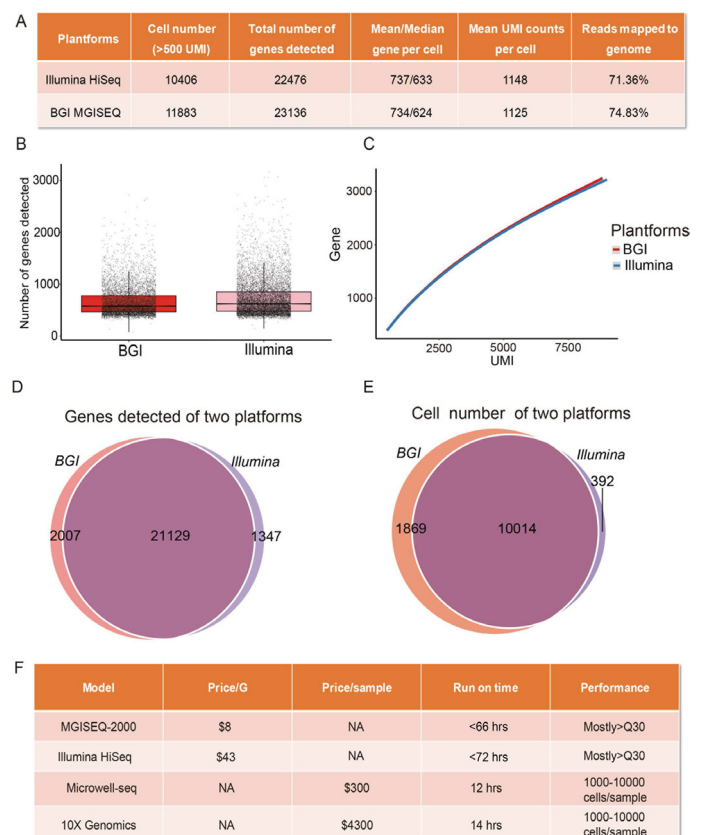 A
Plantforms Cell number (>500 UMI) Total number of genes detected Mean/Median gene per cell Mean UMI counts per cell Reads mapped to genome
Illumina HiSeq 10406 22476 737/633 1148 71.36%
BGI MGISEQ 11883 23136 734/624 1125 74.83%
B
Number of genes detected
3000
2000
1000
0
BGI Illumina
C
Gene
3000
2000
1000
2500 5000 7500
UMI
Plantforms
BGI
Illumina
D
Genes detected of two platforms
BGI Illumina
2007 21129 1347
E
Cell number of two platforms
BGI Illumina
392
1869 10014
F
Model Price/G Price/sample Run on time Performance
MGISEQ-2000 $8 NA <66 hrs Mostly>Q30
Illumina HiSeq $43 NA <72 hrs Mostly>Q30
Microwell-seq NA $300 12 hrs 1000-10000 cells/sample
10X Genomics NA $4300 14 hrs 1000-10000 cells/sample